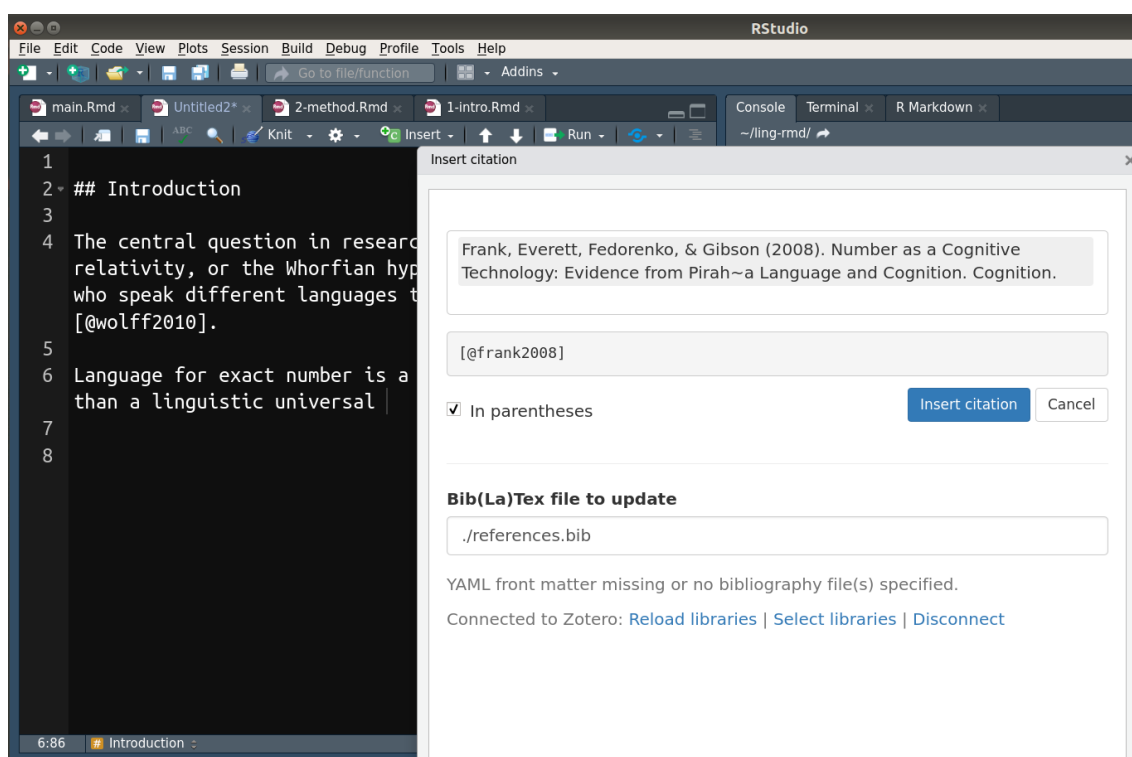 RStudio
File Edit Code View Plots Session Build Debug Profile Tools Help
Go to file/function Addins
main.Rmd Untitled2* 2-method.Rmd 1-intro.Rmd
Console Terminal R Markdown
ABC Knit Insert Run
~/ling-rmd/
1
2 ## Introduction
3
4 The central question in researc
relativity, or the Whorfian hyp
who speak different languages t
[@wolff2010].
5
6 Language for exact number is a
than a linguistic universal
7
8
6:86 # Introduction
Insert citation
Frank, Everett, Fedorenko, & Gibson (2008). Number as a Cognitive
Technology: Evidence from Pirah~a Language and Cognition. Cognition.
[@frank2008]
In parentheses
Insert citation Cancel
Bib(La)Tex file to update
./references.bib
YAML front matter missing or no bibliography file(s) specified.
Connected to Zotero: Reload libraries | Select libraries | Disconnect